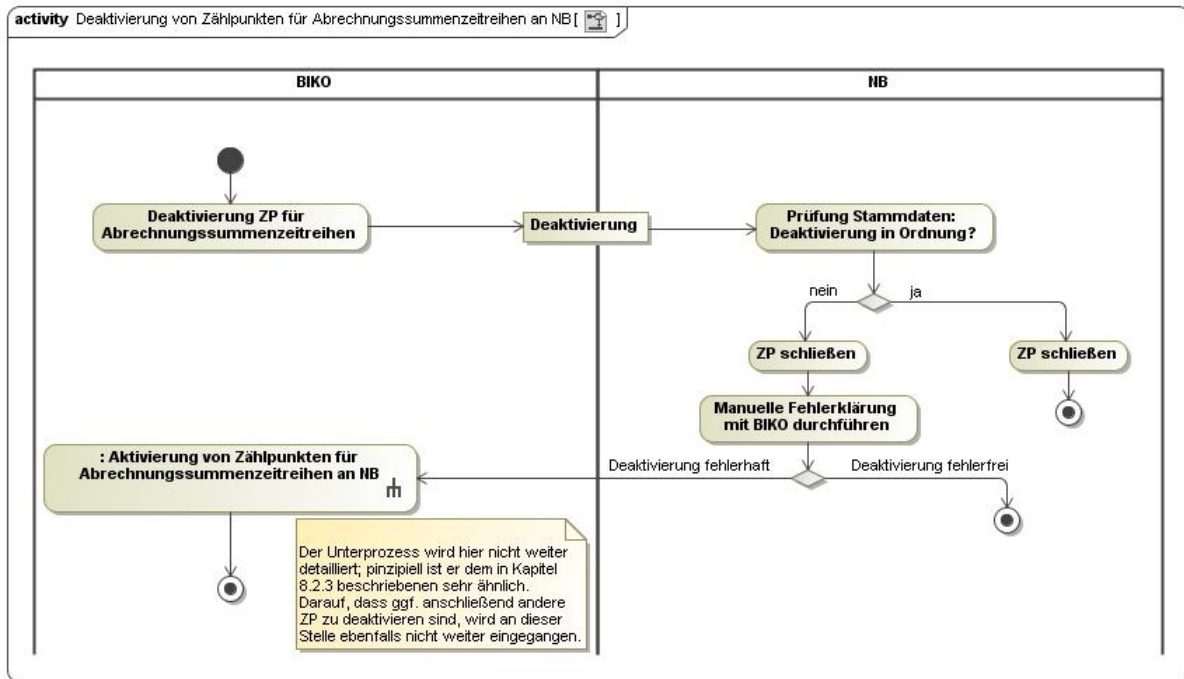 activity Deaktivierung von Zählpunkten für Abrechnungssummenzeitreihen an NB [ ]
BIKO
NB
Deaktivierung ZP für
Abrechnungssummenzeitreihen
Deaktivierung
Prüfung Stammdaten:
Deaktivierung in Ordnung?
nein
ja
ZP schließen
ZP schließen
Manuelle Fehlerklärung
mit BIKO durchführen
: Aktivierung von Zählpunkten für
Abrechnungssummenzeitreihen an NB
Deaktivierung fehlerhaft
Deaktivierung fehlerfrei
Der Unterprozess wird hier nicht weiter
detailliert; pinzipiell ist er dem in Kapitel
8.2.3 beschriebenen sehr ähnlich.
Darauf, dass ggf. anschließend andere
ZP zu deaktivieren sind, wird an dieser
Stelle ebenfalls nicht weiter eingegangen.